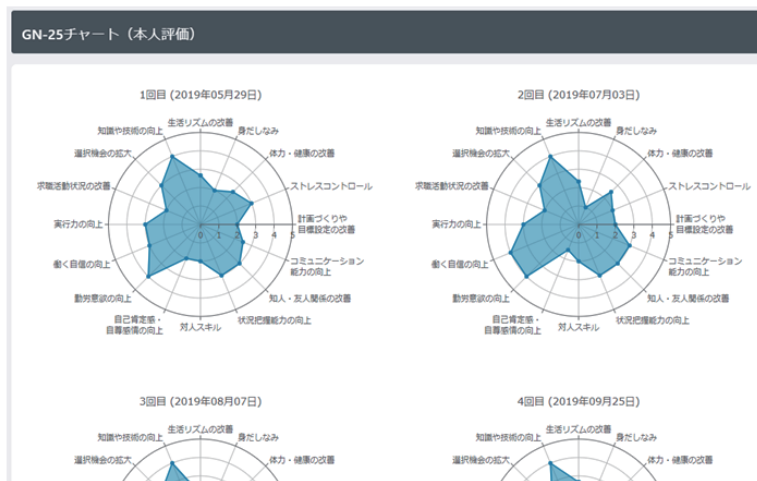 GN-25チャート（本人評価）
1回目 (2019年05月29日)
生活リズムの改善
身だしなみ
体力・健康の改善
ストレスコントロール
計画づくりや
目標設定の改善
コミュニケーション
能力の向上
知人・友人関係の改善
状況把握能力の向上
対人スキル
自己肯定感・
自尊感情の向上
勤労意欲の向上
働く自信の向上
実行力の向上
求職活動状況の改善
選択機会の拡大
知識や技術の向上
0 1 2 3 4 5
2回目 (2019年07月03日)
生活リズムの改善
身だしなみ
体力・健康の改善
ストレスコントロール
計画づくりや
目標設定の改善
コミュニケーション
能力の向上
知人・友人関係の改善
状況把握能力の向上
対人スキル
自己肯定感・
自尊感情の向上
勤労意欲の向上
働く自信の向上
実行力の向上
求職活動状況の改善
選択機会の拡大
知識や技術の向上
0 1 2 3 4 5
3回目 (2019年08月07日)
生活リズムの改善
身だしなみ
体力・健康の改善
選択機会の拡大
知識や技術の向上
4回目 (2019年09月25日)
生活リズムの改善
身だしなみ
体力・健康の改善
選択機会の拡大
知識や技術の向上